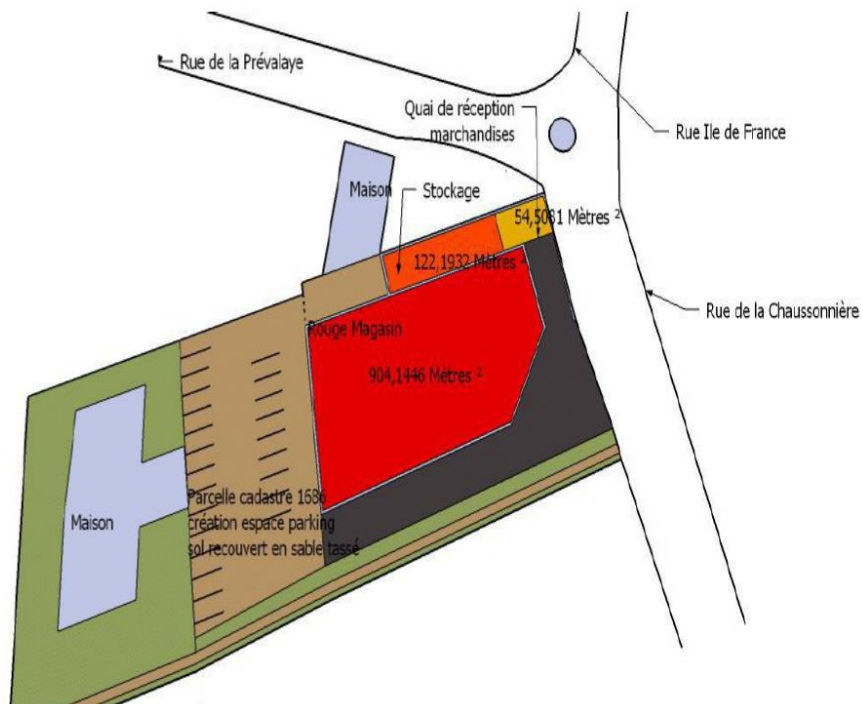 Rue de la Prévalaye
Quai de réception
marchandises
Rue Ile de France
Maison
Stockage
54,5081 Mètres ²
122,1932 Mètres ²
Rue de la Chaussonnière
Rouge Magasin
904,1446 Mètres ²
Parcelle cadastre 1686
création espace parking
sol recouvert en sable tassé
Maison